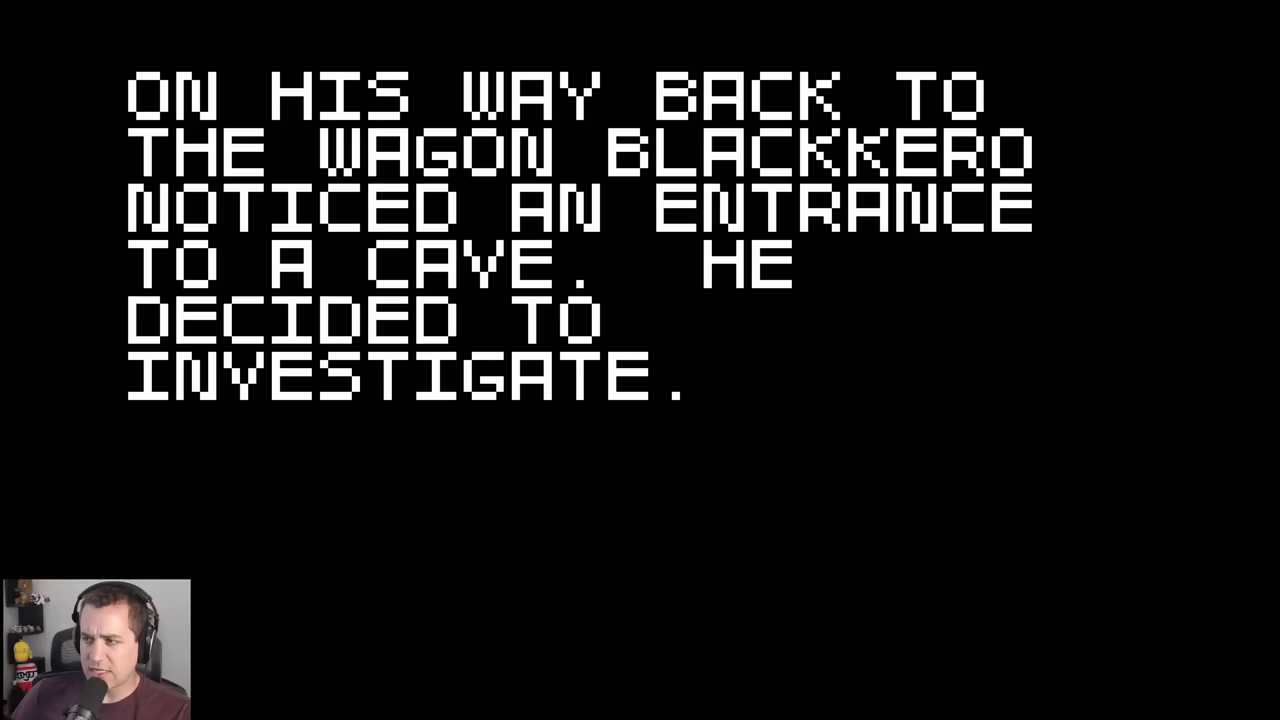 ON HIS WAY BACK TO
THE WAGON BLACKKERO
NOTICED AN ENTRANCE
TO A CAVE.  HE
DECIDED TO
INVESTIGATE.